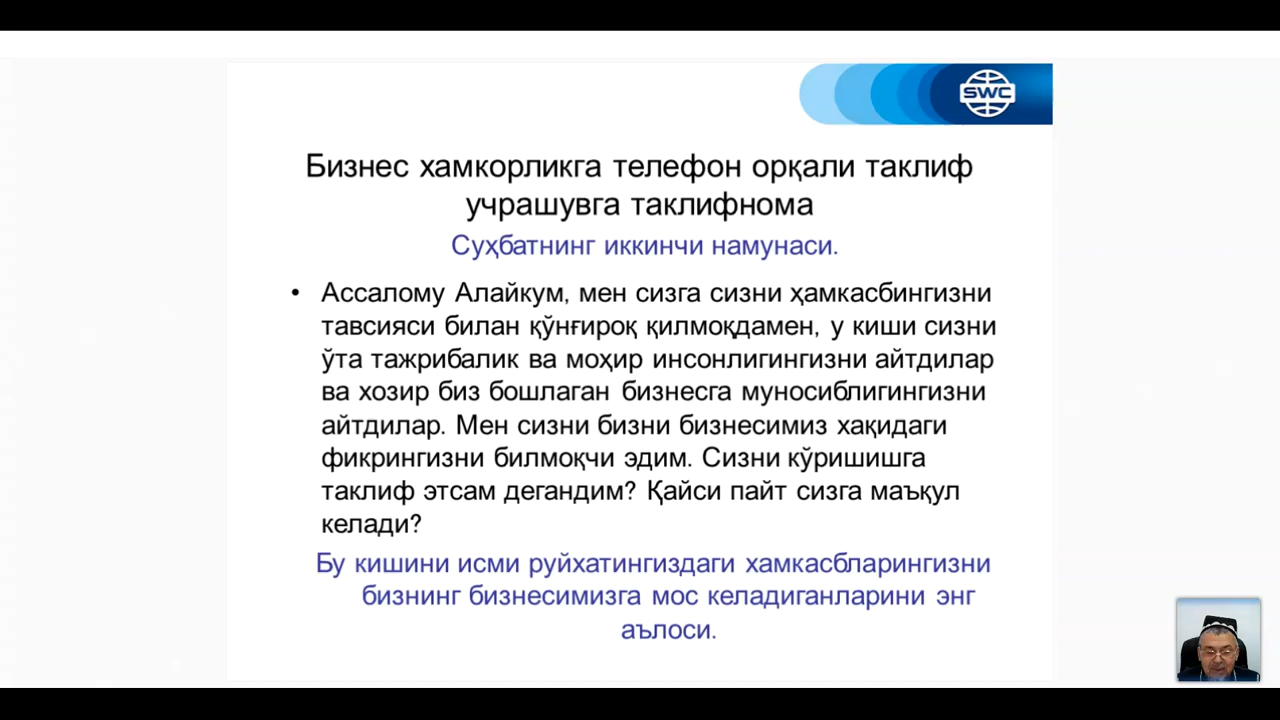 SWC
Бизнес хамкорликга телефон орқали таклиф
учрашувга таклифнома
Суҳбатнинг иккинчи намунаси.
• Ассалому Алайкум, мен сизга сизни ҳамкасбингизни
тавсияси билан қўнғироқ қилмоқдамен, у киши сизни
ўта тажрибалик ва моҳир инсонлигингизни айтдилар
ва хозир биз бошлаган бизнесга муносиблигингизни
айтдилар. Мен сизни бизни бизнесимиз хақидаги
фикрингизни билмоқчи эдим. Сизни кўришишга
таклиф этсам дегандим? Қайси пайт сизга маъқул
келади?
Бу кишини исми руйхатингиздаги хамкасбларингизни
бизнинг бизнесимизга мос келадиганларини энг
аълоси.